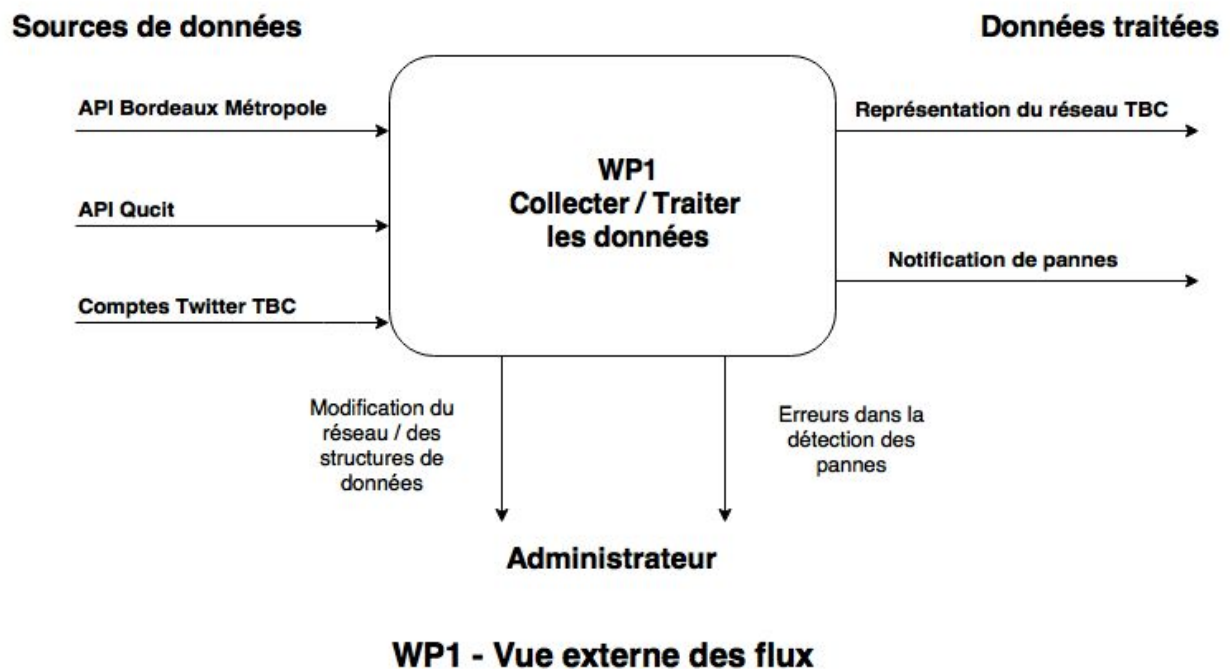 Sources de données
Données traitées
API Bordeaux Métropole
API Qucit
Comptes Twitter TBC
WP1
Collecter / Traiter
les données
Représentation du réseau TBC
Notification de pannes
Modification du
réseau / des
structures de
données
Erreurs dans la
détection des
pannes
Administrateur
WP1 - Vue externe des flux